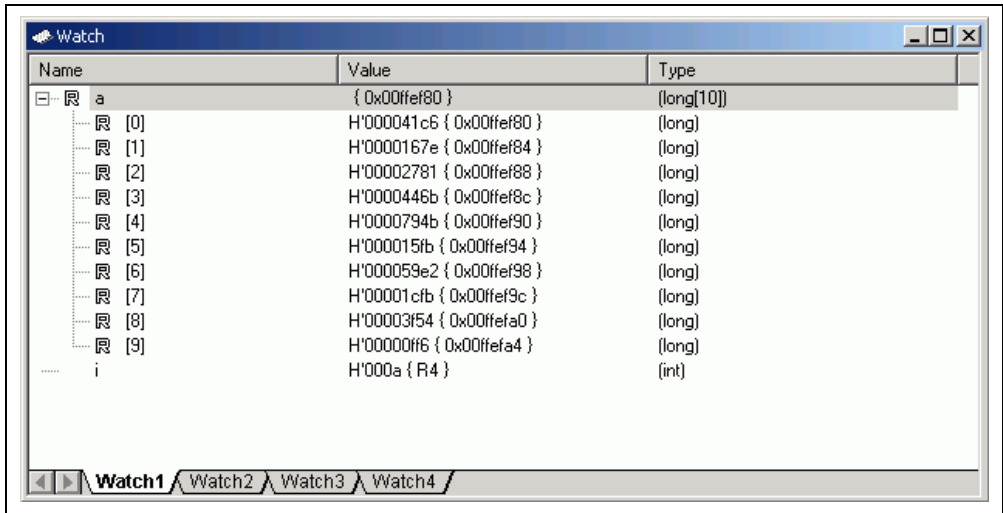 Watch
Name Value Type
R a { 0x00ffef80 } (long[10])
R [0] H'000041c6 { 0x00ffef80 } (long)
R [1] H'0000167e { 0x00ffef84 } (long)
R [2] H'00002781 { 0x00ffef88 } (long)
R [3] H'0000446b { 0x00ffef8c } (long)
R [4] H'0000794b { 0x00ffef90 } (long)
R [5] H'000015fb { 0x00ffef94 } (long)
R [6] H'000059e2 { 0x00ffef98 } (long)
R [7] H'00001cfb { 0x00ffef9c } (long)
R [8] H'00003f54 { 0x00ffefa0 } (long)
R [9] H'00000ff6 { 0x00ffefa4 } (long)
i H'000a { R4 } (int)
Watch1 Watch2 Watch3 Watch4